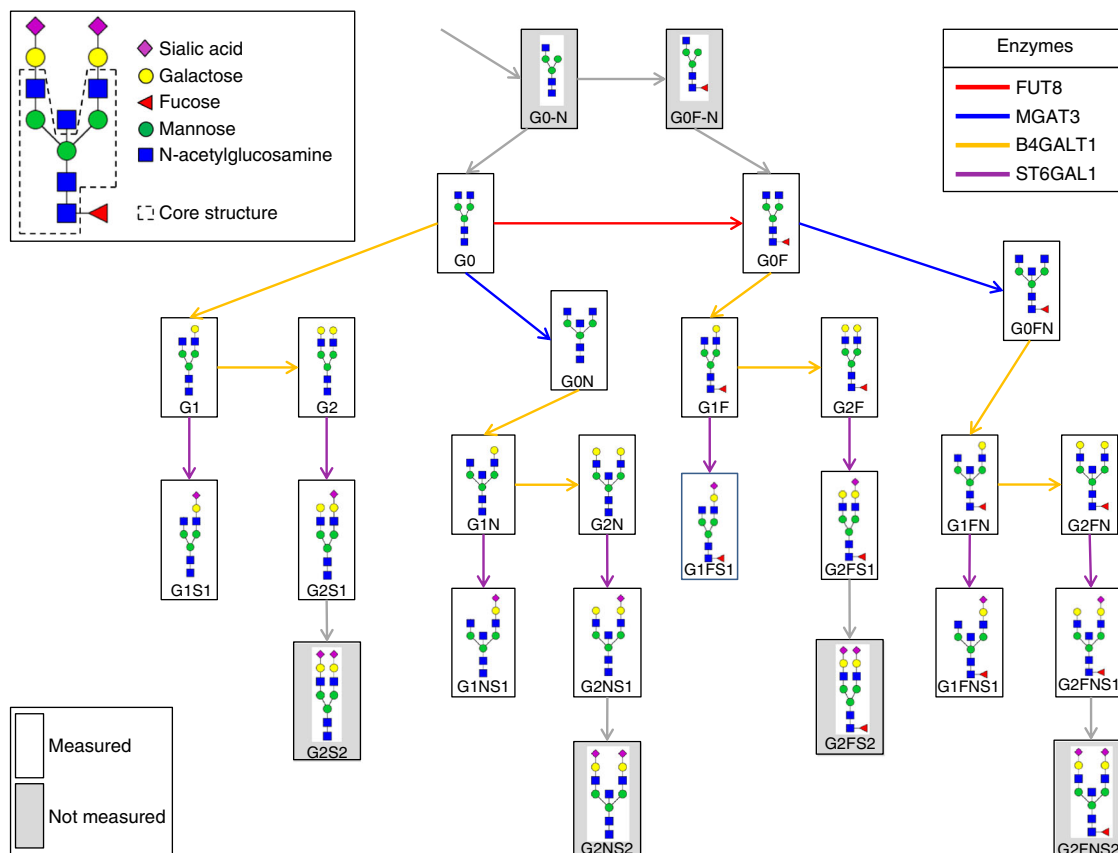 Sialic acid
Galactose
Fucose
Mannose
N-acetylglucosamine
Core structure
Enzymes
FUT8
MGAT3
B4GALT1
ST6GAL1
G0-N
G0F-N
G0
G0F
G0FN
G0N
G1
G2
G1F
G2F
G1N
G2N
G1FN
G2FN
G1S1
G2S1
G1FS1
G2FS1
G1NS1
G2NS1
G1FNS1
G2FNS1
G2S2
G2FS2
G2NS2
G2FNS2
Measured
Not measured